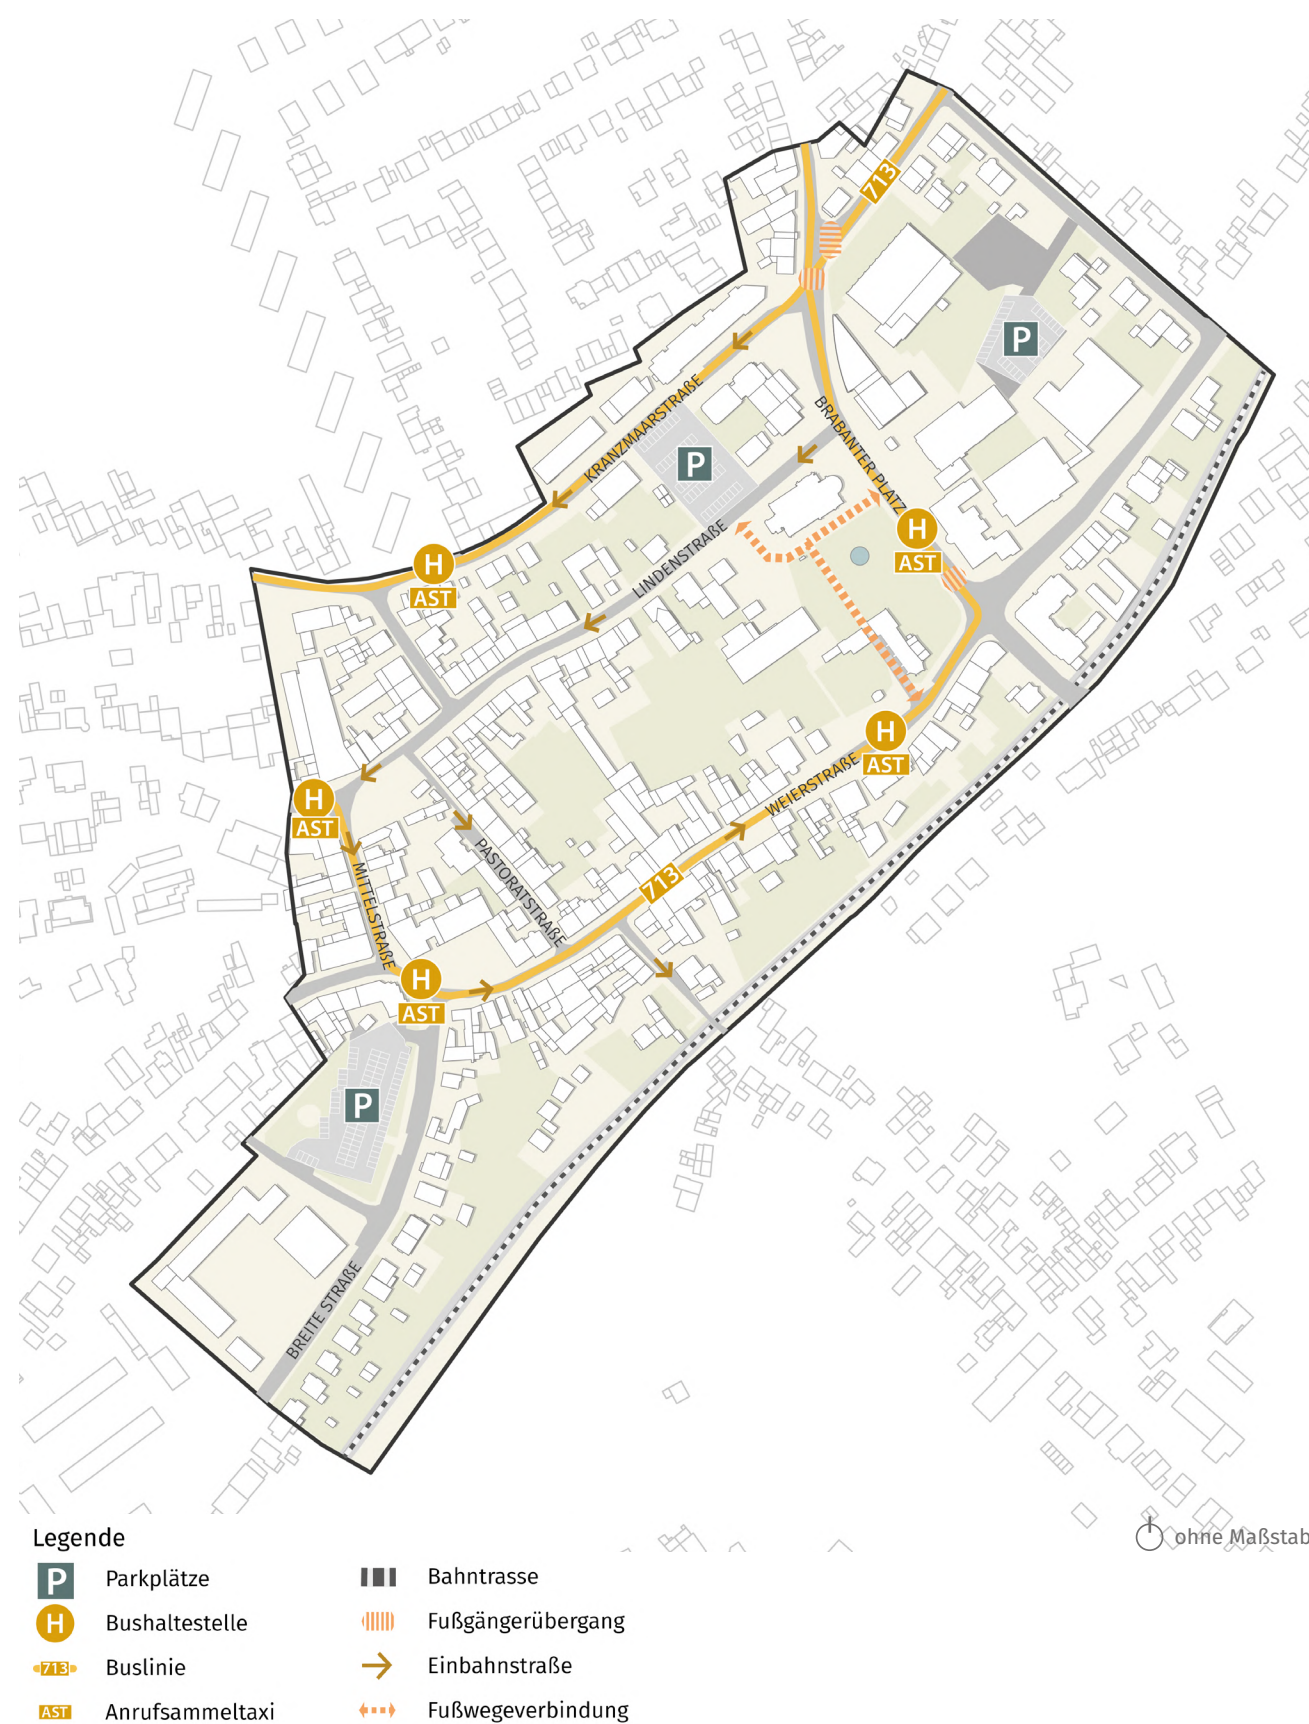 713
P
KRANZMAARSTRAßE
BRABANTER PLATZ
P
H
AST
H
AST
LINDENSTRAßE
H
AST
WEIERSTRAßE
H
AST
MITTELSTRAßE
PASTORATSTRAßE
713
H
AST
P
BREITE STRAßE
ohne Maßstab
Legende
P Parkplätze
H Bushaltestelle
713 Buslinie
AST Anrufsammeltaxi
Bahntrasse
Fußgängerübergang
Einbahnstraße
Fußwegeverbindung